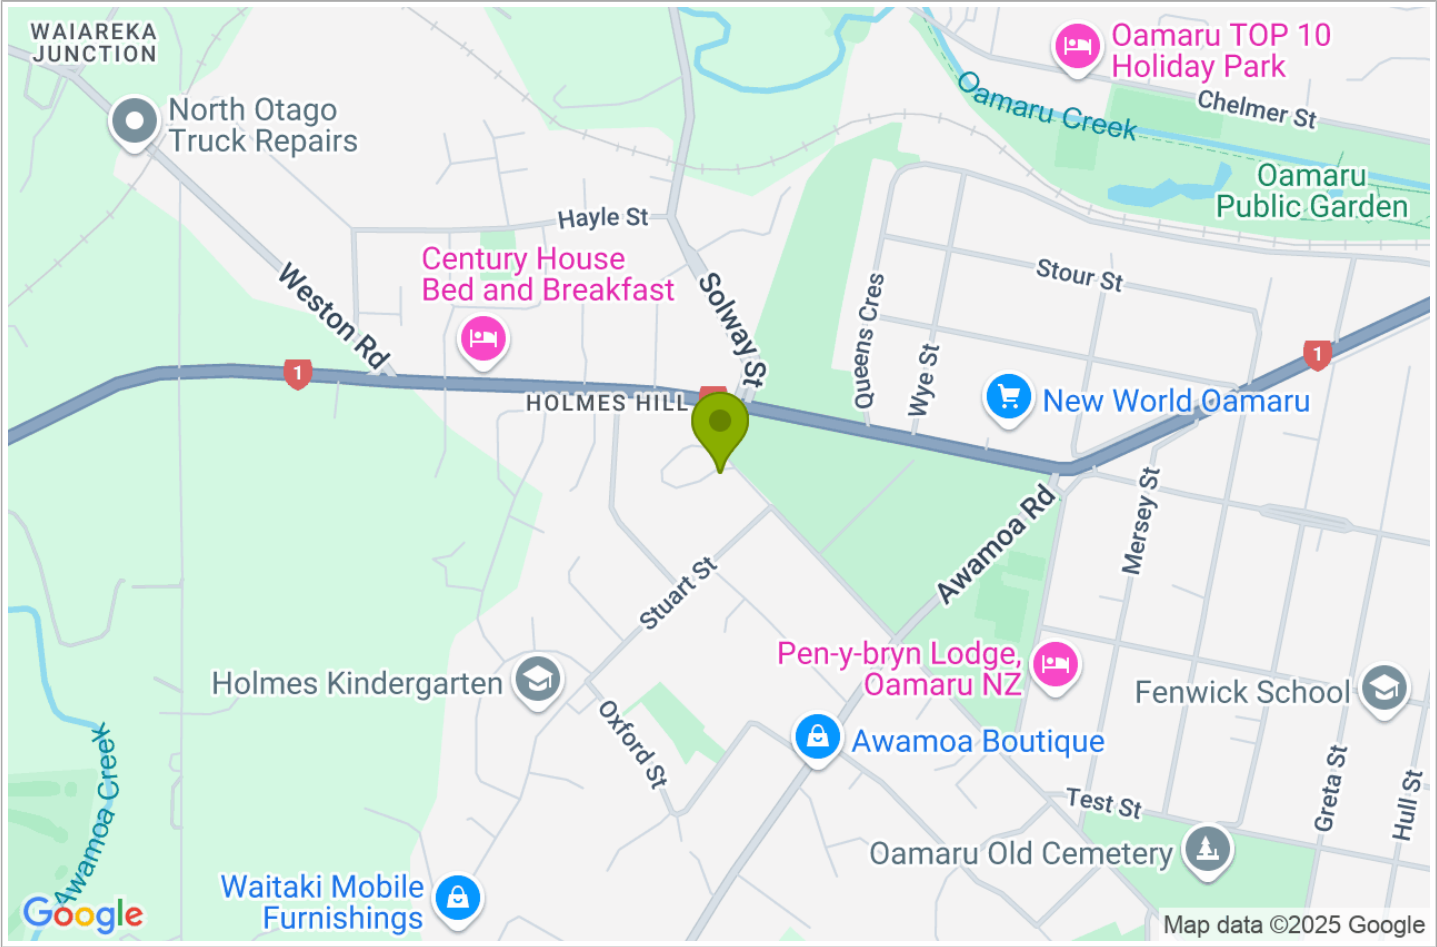 WAIAREKA
JUNCTION
Oamaru TOP 10
Holiday Park
North Otago
Truck Repairs
Oamaru Creek
Chelmer St
Oamaru
Public Garden
Hayle St
Century House
Bed and Breakfast
Weston Rd
Solway St
Stour St
Queens Cres
Wye St
1
1
HOLMES HILL
New World Oamaru
Mersey St
Awamoa Rd
Stuart St
Holmes Kindergarten
Pen-y-bryn Lodge,
Oamaru NZ
Fenwick School
Oxford St
Awamoa Boutique
Awamoa Creek
Test St
Greta St
Hull St
Oamaru Old Cemetery
Waitaki Mobile
Furnishings
Google
Map data ©2025 Google